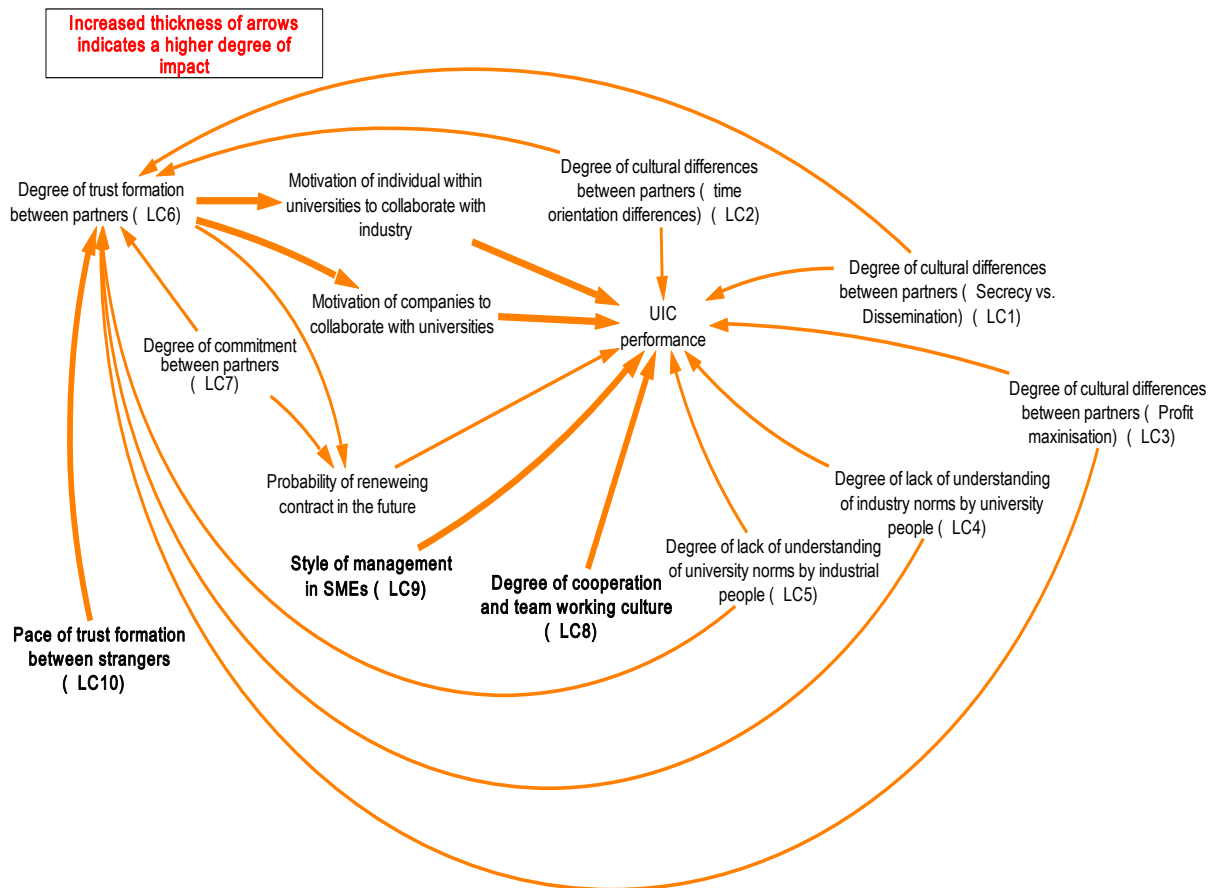 Increased thickness of arrows
indicates a higher degree of
impact
Degree of trust formation
between partners ( LC6)
Motivation of individual within
universities to collaborate with
industry
Degree of cultural differences
between partners ( time
orientation differences) ( LC2)
Degree of cultural differences
between partners ( Secrecy vs.
Dissemination) ( LC1)
Motivation of companies to
collaborate with universities
UIC
performance
Degree of commitment
between partners
( LC7)
Degree of cultural differences
between partners ( Profit
maxinisation) ( LC3)
Probability of reneweing
contract in the future
Degree of lack of understanding
of industry norms by university
people ( LC4)
Style of management
in SMEs ( LC9)
Degree of cooperation
and team working culture
( LC8)
Degree of lack of understanding
of university norms by industrial
people ( LC5)
Pace of trust formation
between strangers
( LC10)